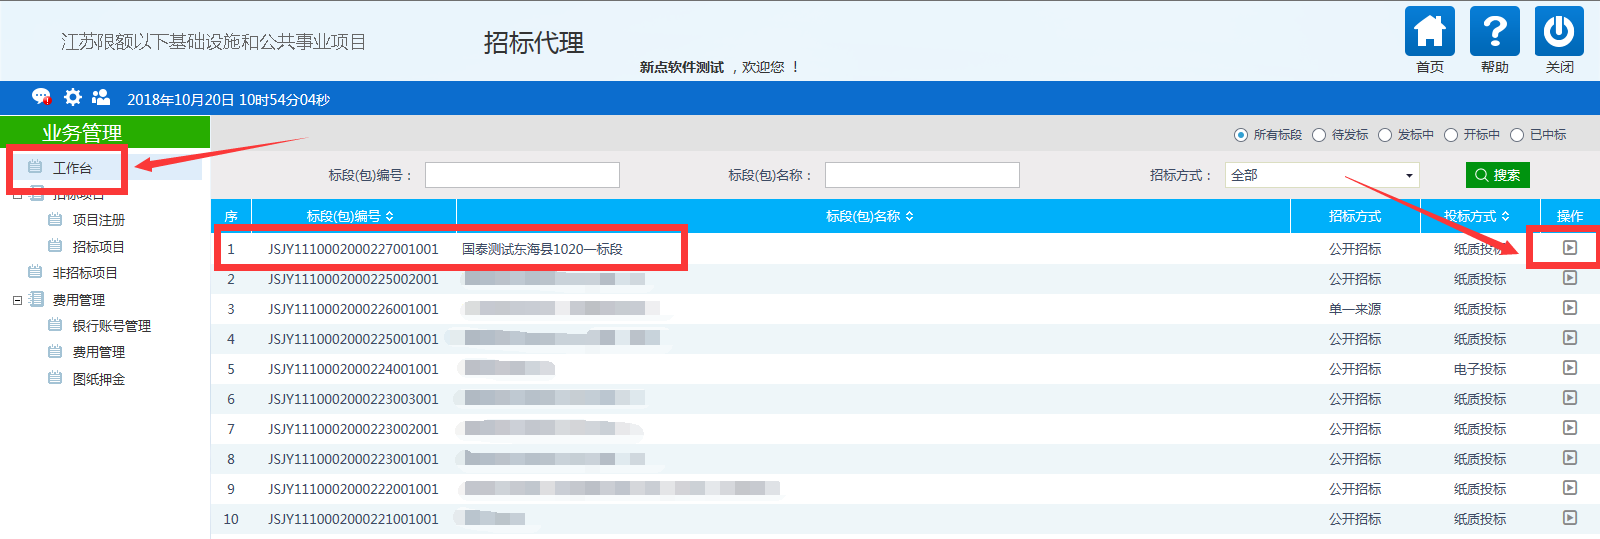 江苏限额以下基础设施和公共事业项目
招标代理
新点软件测试 ，欢迎您 ！
首页
帮助
关闭
2018年10月20日 10时54分04秒
业务管理
工作台
招标项目
项目注册
招标项目
非招标项目
费用管理
银行账号管理
费用管理
图纸押金
所有标段 待发标 发标中 开标中 已中标
标段(包)编号： 标段(包)名称： 招标方式： 全部 搜索
序 标段(包)编号 标段(包)名称 招标方式 投标方式 操作
1 JSJY1110002000227001001 国泰测试东海县1020一标段 公开招标 纸质投标
2 JSJY1110002000225002001 公开招标 纸质投标
3 JSJY1110002000226001001 单一来源 纸质投标
4 JSJY1110002000225001001 公开招标 纸质投标
5 JSJY1110002000224001001 公开招标 电子投标
6 JSJY1110002000223003001 公开招标 纸质投标
7 JSJY1110002000223002001 公开招标 纸质投标
8 JSJY1110002000223001001 公开招标 纸质投标
9 JSJY1110002000222001001 公开招标 纸质投标
10 JSJY1110002000221001001 公开招标 纸质投标